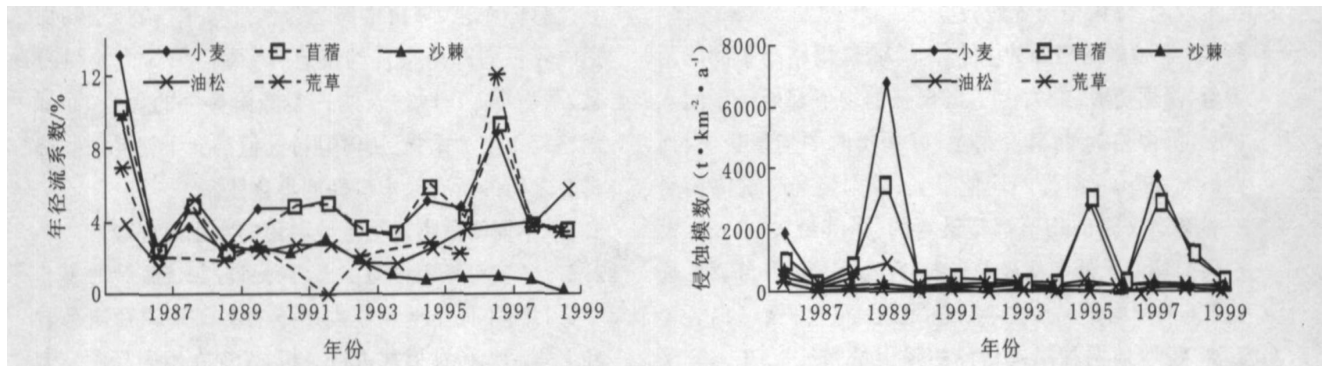 小麦 苜蓿 沙棘
油松 荒草
年径流系数/%
12
8
4
0
1987 1989 1991 1993 1995 1997 1999
年份
小麦 苜蓿 沙棘
油松 荒草
侵蚀模数/(t·km⁻²·a⁻¹)
8000
6000
4000
2000
0
1987 1989 1991 1993 1995 1997 1999
年份